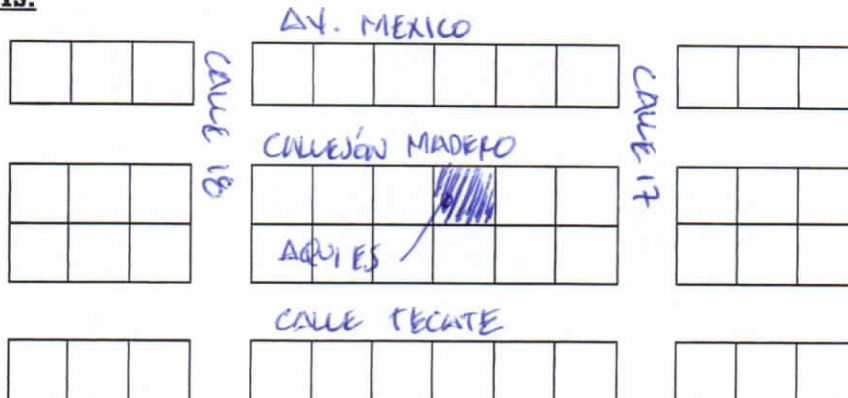 AV. MEXICO
CALLE 18
CALLE 17
CALLEJÓN MADERO
AQUI ES
CALLE TECATE